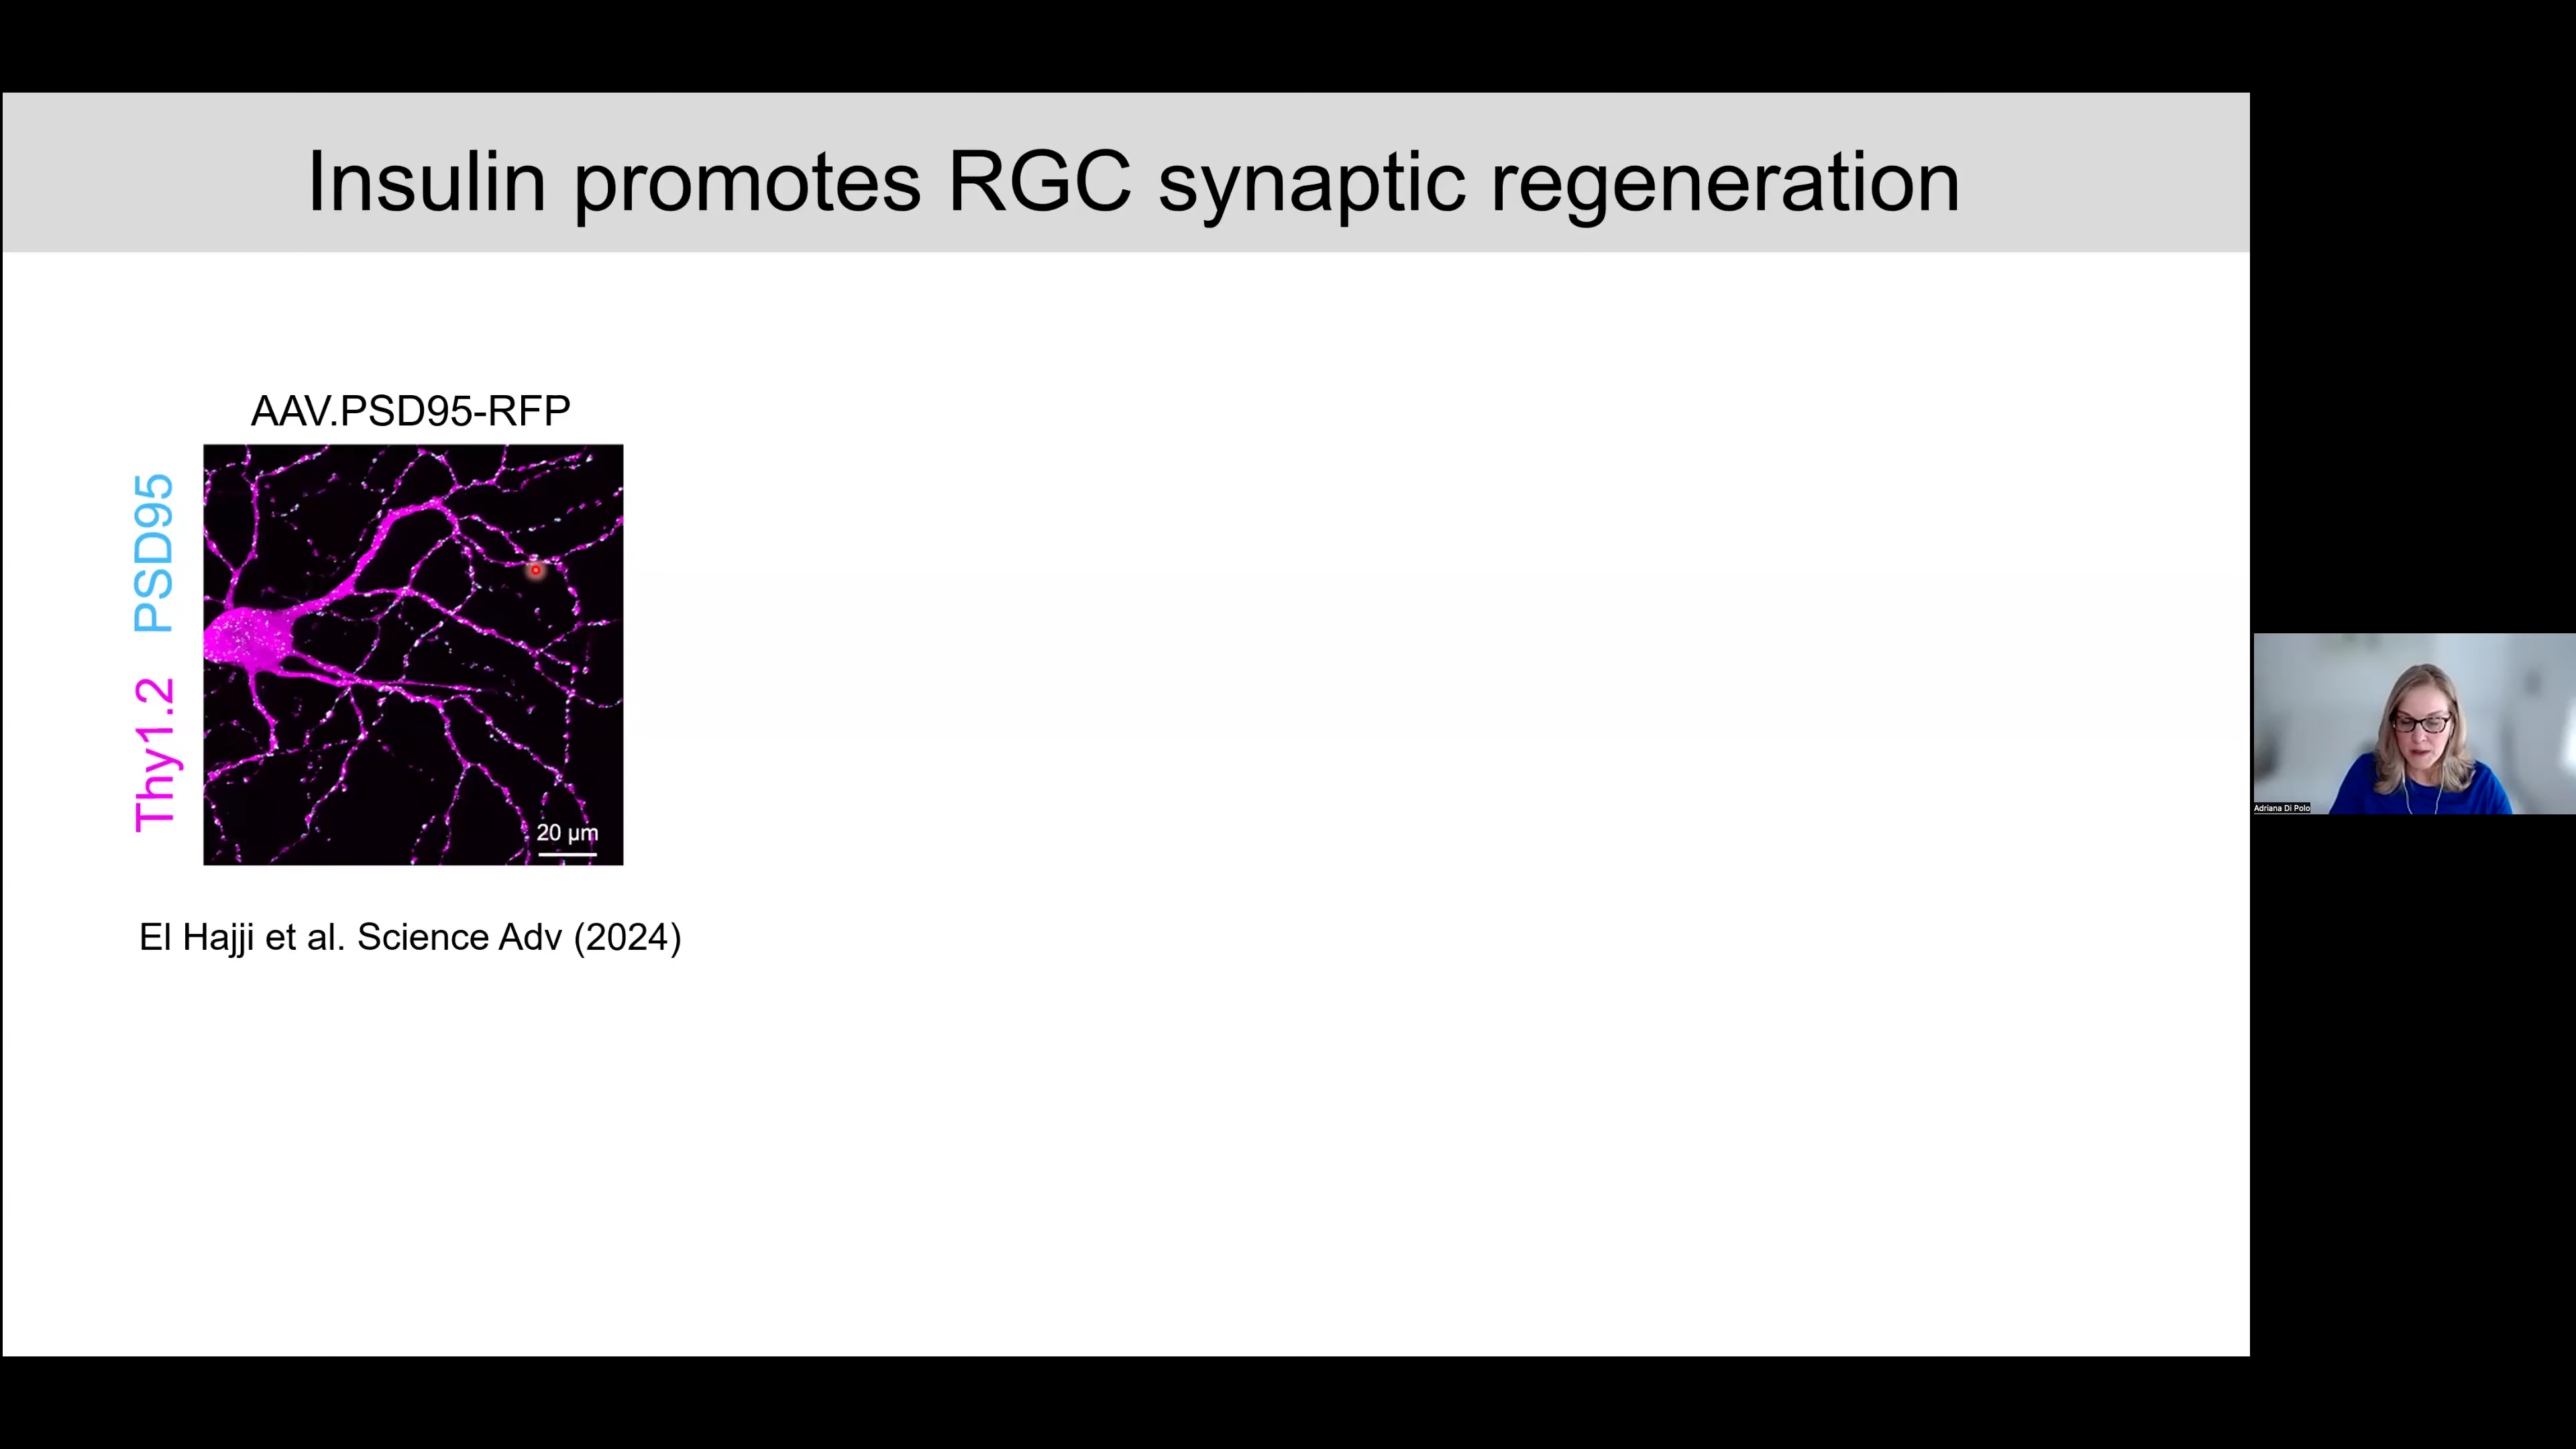 Insulin promotes RGC synaptic regeneration
AAV.PSD95-RFP
Thy1.2 PSD95
20 µm
El Hajji et al. Science Adv (2024)
Adriana Di Polo